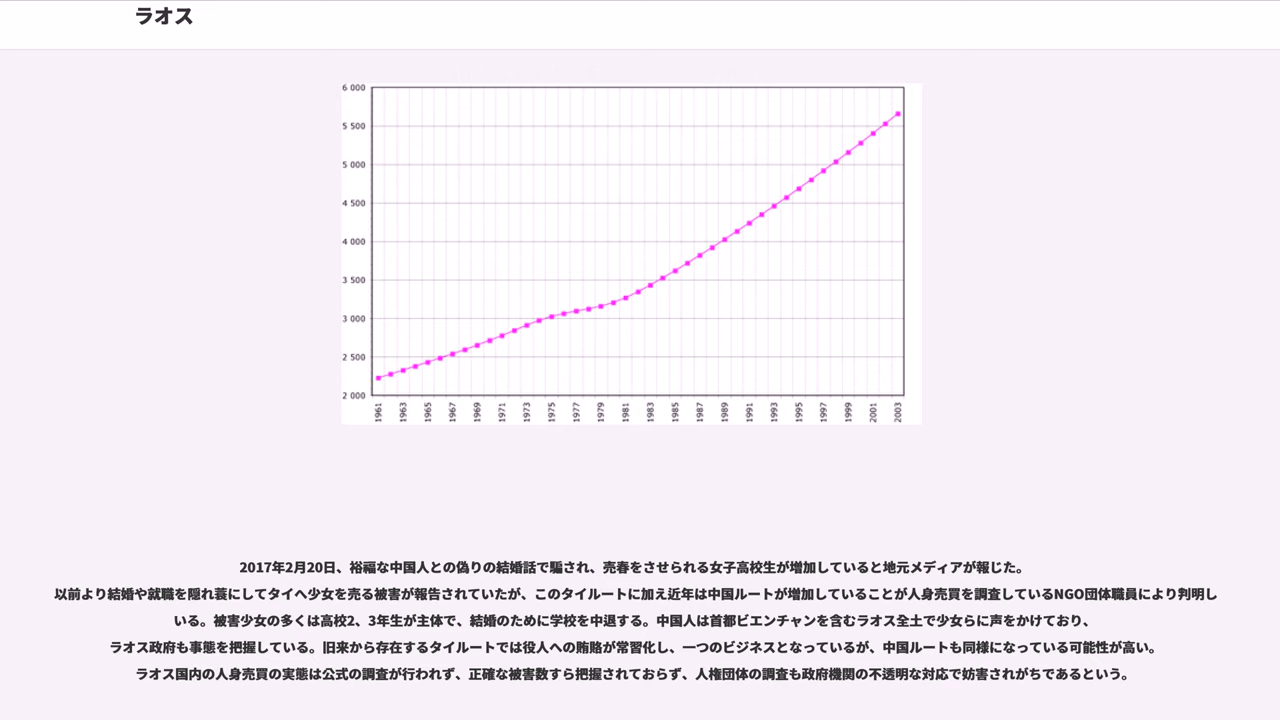 ラオス
6 000
5 500
5 000
4 500
4 000
3 500
3 000
2 500
2 000
1961 1963 1965 1967 1969 1971 1973 1975 1977 1979 1981 1983 1985 1987 1989 1991 1993 1995 1997 1999 2001 2003
2017年2月20日、裕福な中国人との偽りの結婚話で騙され、売春をさせられる女子高校生が増加していると地元メディアが報じた。
以前より結婚や就職を隠れ蓑にしてタイへ少女を売る被害が報告されていたが、このタイルートに加え近年は中国ルートが増加していることが人身売買を調査しているNGO団体職員により判明し
いる。被害少女の多くは高校2、3年生が主体で、結婚のために学校を中退する。中国人は首都ビエンチャンを含むラオス全土で少女らに声をかけており、
ラオス政府も事態を把握している。旧来から存在するタイルートでは役人への賄賂が常習化し、一つのビジネスとなっているが、中国ルートも同様になっている可能性が高い。
ラオス国内の人身売買の実態は公式の調査が行われず、正確な被害数すら把握されておらず、人権団体の調査も政府機関の不透明な対応で妨害されがちであるという。